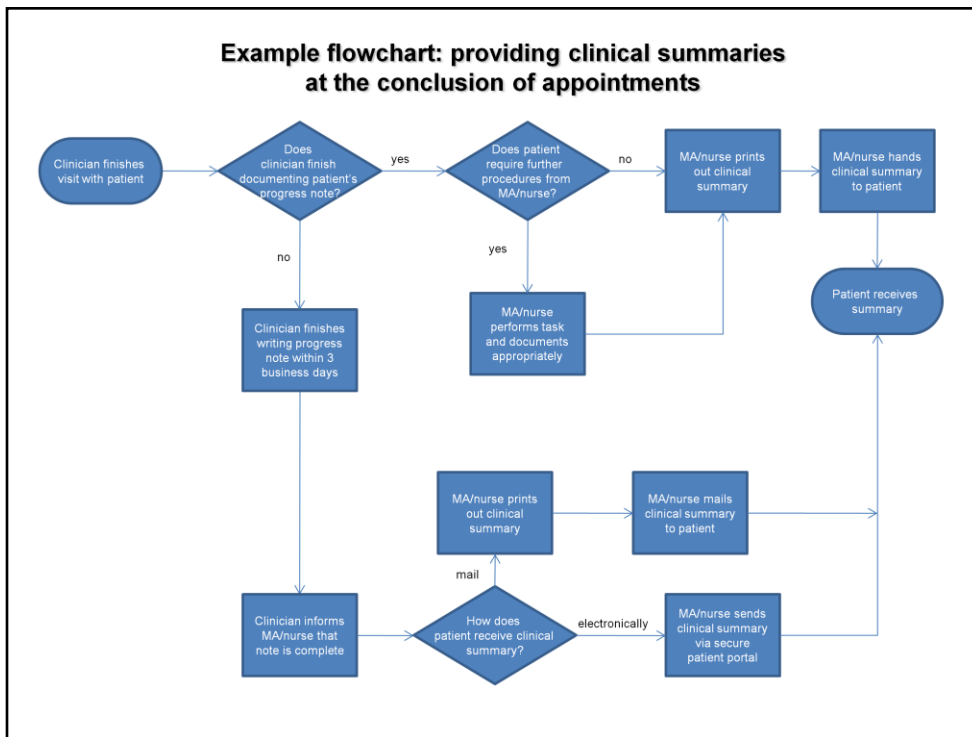 Example flowchart: providing clinical summaries
at the conclusion of appointments
Clinician finishes
visit with patient
Does
clinician finish
documenting patient's
progress note?
yes
Does patient
require further
procedures from
MA/nurse?
no
MA/nurse prints
out clinical
summary
MA/nurse hands
clinical summary
to patient
no
yes
Patient receives
summary
Clinician finishes
writing progress
note within 3
business days
MA/nurse
performs task
and documents
appropriately
MA/nurse prints
out clinical
summary
MA/nurse mails
clinical summary
to patient
mail
Clinician informs
MA/nurse that
note is complete
How does
patient receive clinical
summary?
electronically
MA/nurse sends
clinical summary
via secure
patient portal